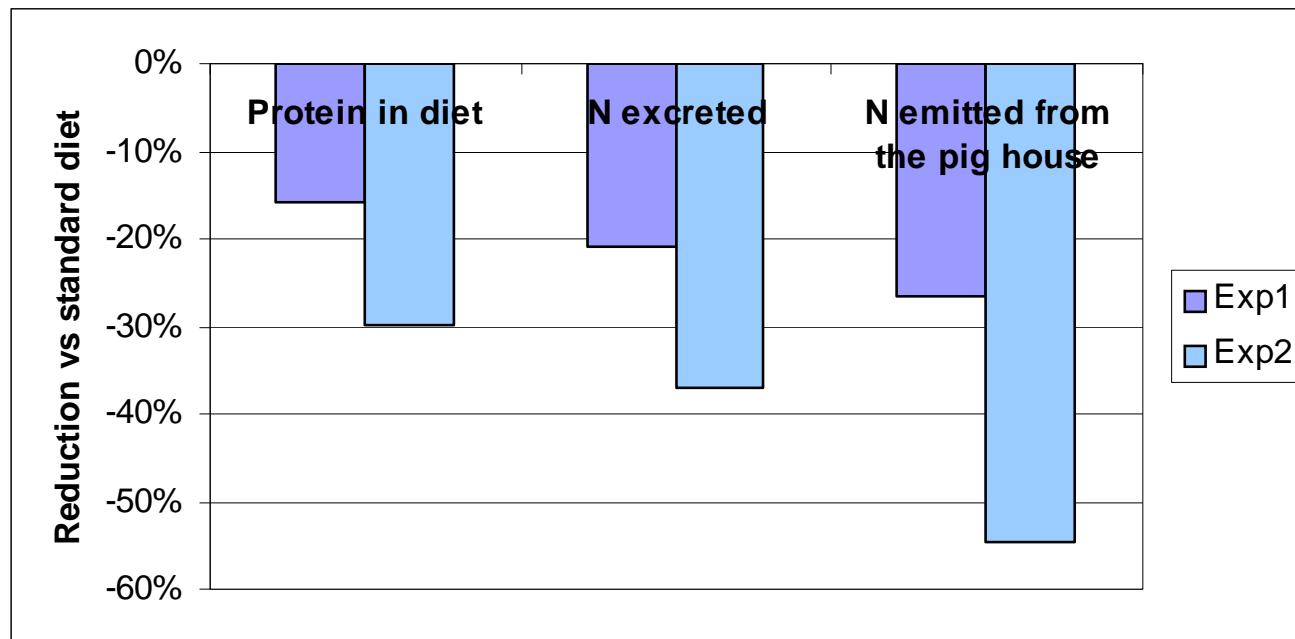 0%
-10%
-20%
-30%
-40%
-50%
-60%
Reduction vs standard diet
Protein in diet
N excreted
N emitted from
the pig house
Exp1
Exp2